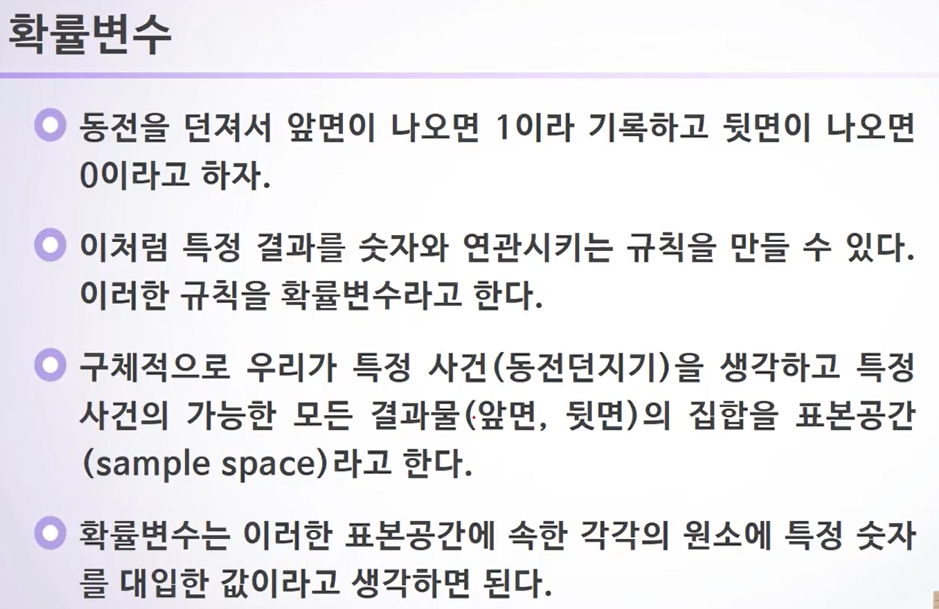 확률변수
동전을 던져서 앞면이 나오면 1이라 기록하고 뒷면이 나오면
0이라고 하자.
이처럼 특정 결과를 숫자와 연관시키는 규칙을 만들 수 있다.
이러한 규칙을 확률변수라고 한다.
구체적으로 우리가 특정 사건(동전던지기)을 생각하고 특정
사건의 가능한 모든 결과물(앞면, 뒷면)의 집합을 표본공간
(sample space)라고 한다.
확률변수는 이러한 표본공간에 속한 각각의 원소에 특정 숫자
를 대입한 값이라고 생각하면 된다.